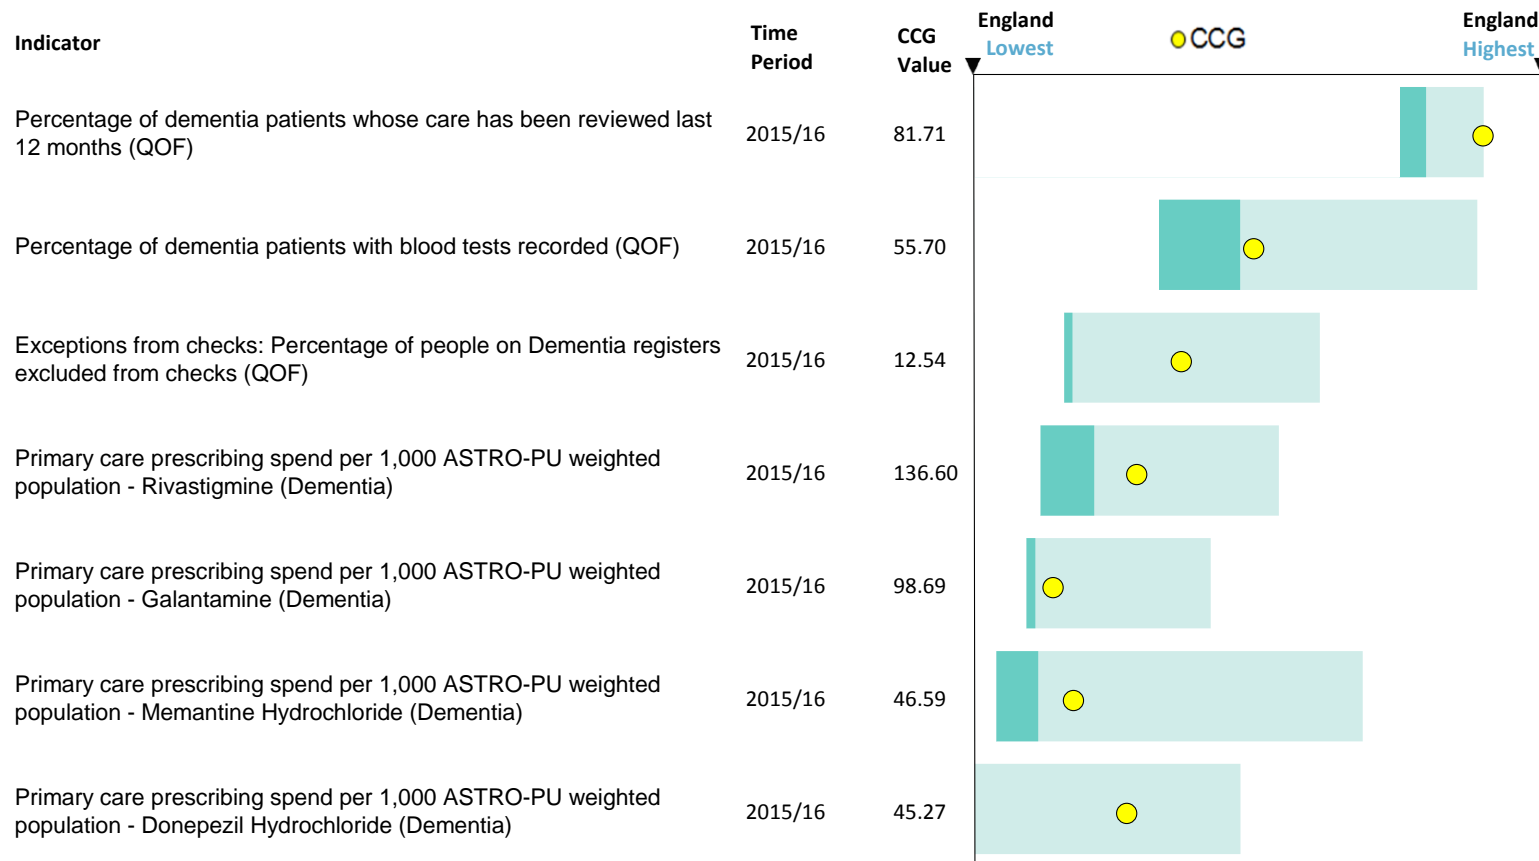 Indicator
Time Period
CCG Value
England Lowest
CCG
England Highest
Percentage of dementia patients whose care has been reviewed last
12 months (QOF)
2015/16
81.71
Percentage of dementia patients with blood tests recorded (QOF)
2015/16
55.70
Exceptions from checks: Percentage of people on Dementia registers
excluded from checks (QOF)
2015/16
12.54
Primary care prescribing spend per 1,000 ASTRO-PU weighted
population - Rivastigmine (Dementia)
2015/16
136.60
Primary care prescribing spend per 1,000 ASTRO-PU weighted
population - Galantamine (Dementia)
2015/16
98.69
Primary care prescribing spend per 1,000 ASTRO-PU weighted
population - Memantine Hydrochloride (Dementia)
2015/16
46.59
Primary care prescribing spend per 1,000 ASTRO-PU weighted
population - Donepezil Hydrochloride (Dementia)
2015/16
45.27